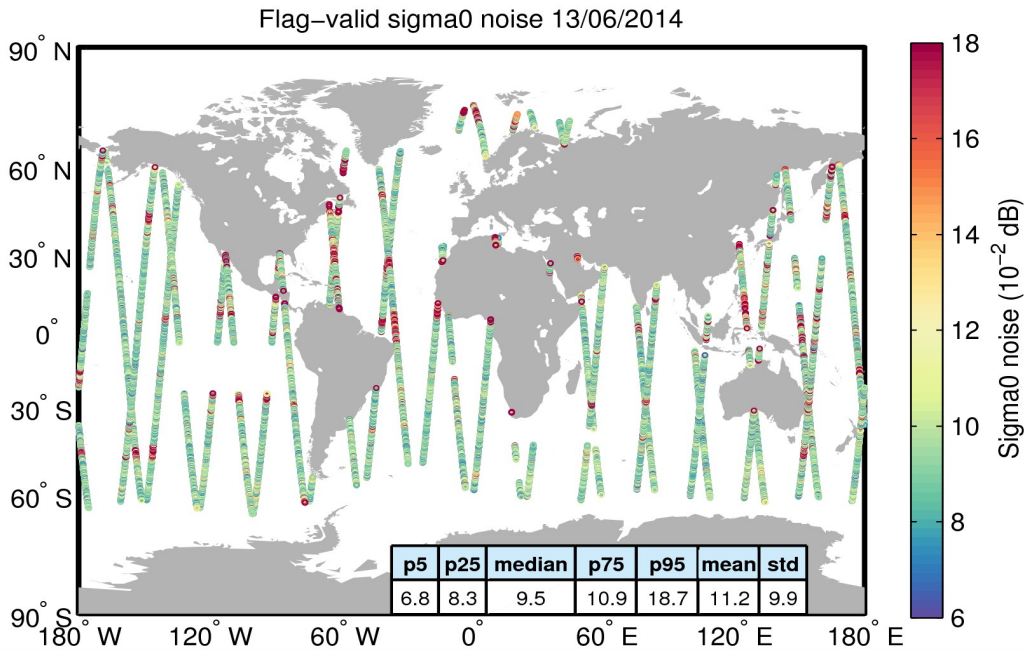 Flag−valid sigma0 noise 13/06/2014
90° N
60° N
30° N
0°
30° S
60° S
90° S
180° W 120° W 60° W 0° 60° E 120° E 180° E
p5 p25 median p75 p95 mean std
6.8 8.3 9.5 10.9 18.7 11.2 9.9
18
16
14
12
10
8
6
Sigma0 noise (10⁻² dB)